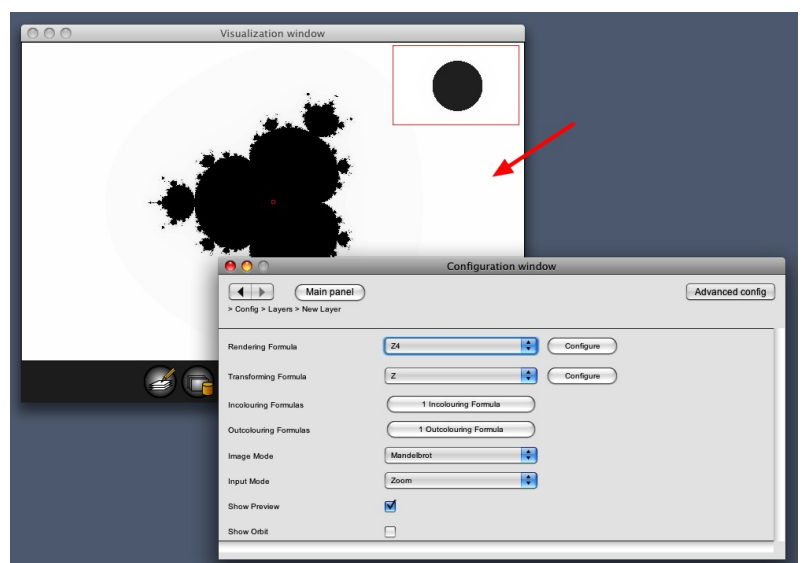 Visualization window
Configuration window
Main panel
Advanced config
> Config > Layers > New Layer
Rendering Formula
Z4
Configure
Transforming Formula
Z
Configure
Incolouring Formulas
1 Incolouring Formula
Outcolouring Formulas
1 Outcolouring Formula
Image Mode
Mandelbrot
Input Mode
Zoom
Show Preview
Show Orbit